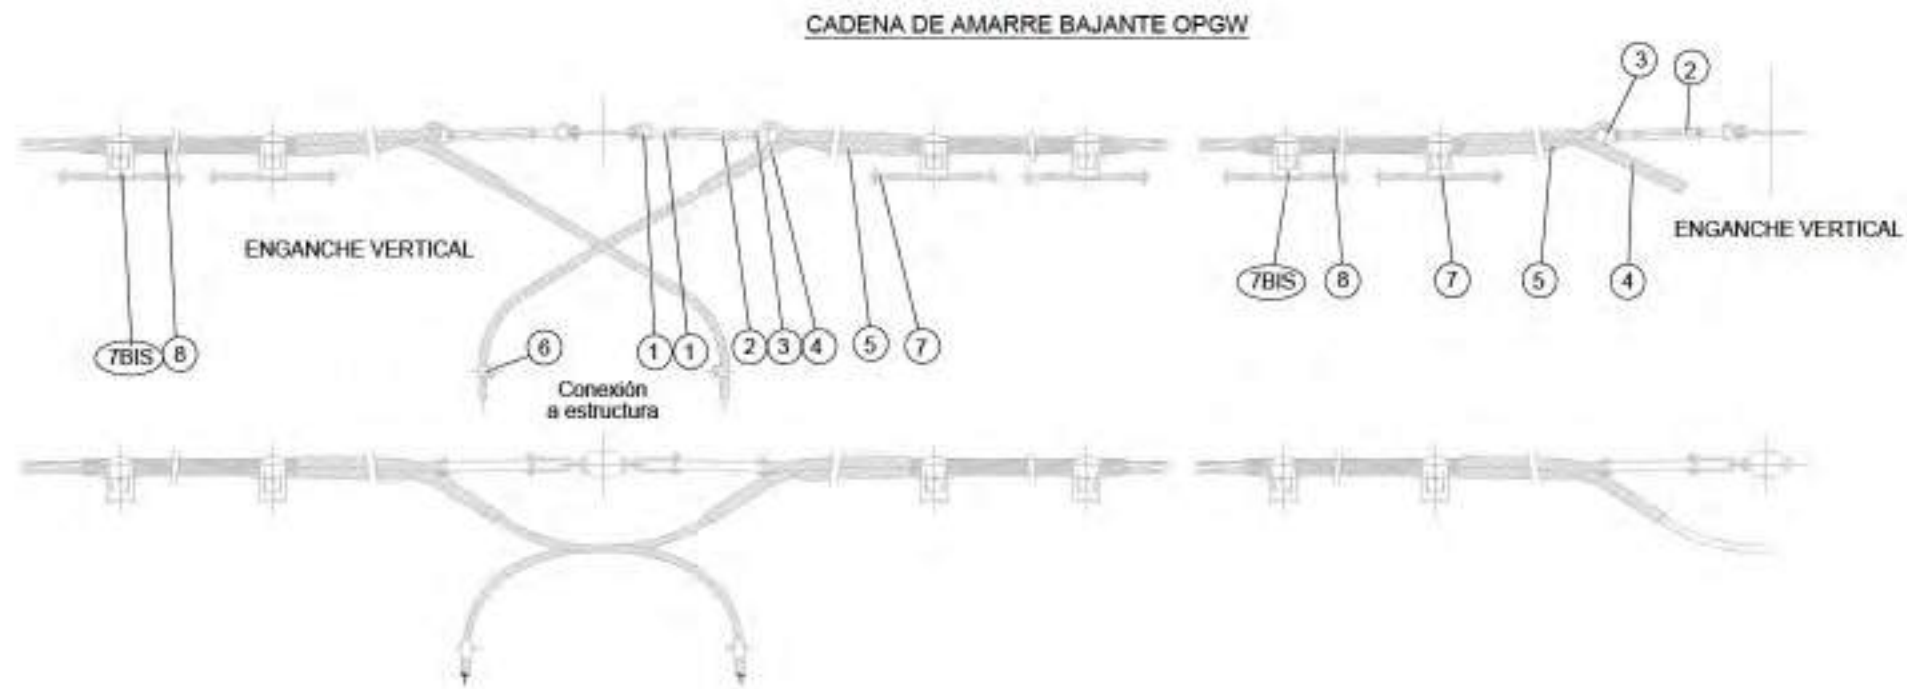 CADENA DE AMARRE BAJANTE OPGW
3 2
ENGANCHE VERTICAL
ENGANCHE VERTICAL
7BIS 8 7 5 4
7BIS 8 6 1 1 2 3 4 5 7
Conexión
a estructura